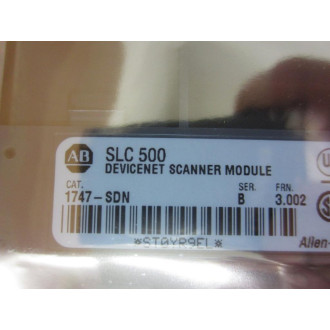 AB SLC 500
DEVICENET SCANNER MODULE
CAT. SER. FRN.
1747-SDN B 3.002
Allen-